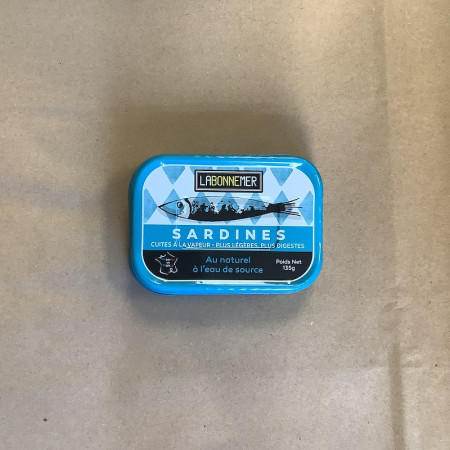 LABONNEMER
SARDINES
CUITES À LA VAPEUR - PLUS LÉGÈRES, PLUS DIGESTES
Au naturel
à l'eau de source
Poids Net
135g